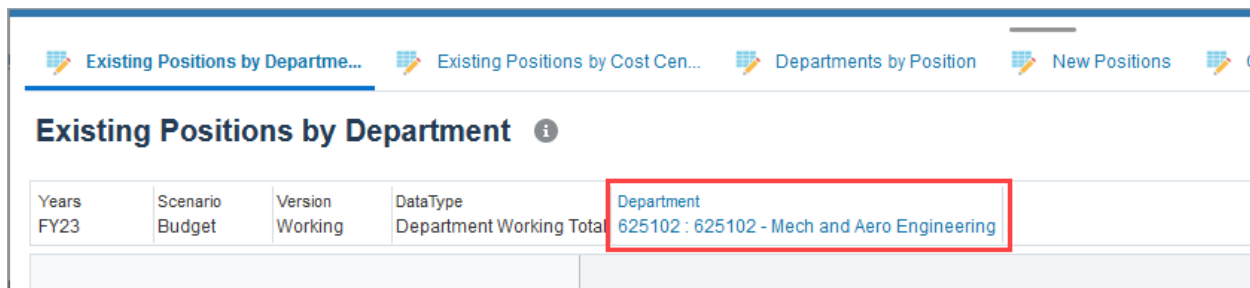 Existing Positions by Departme... Existing Positions by Cost Cen... Departments by Position New Positions
Existing Positions by Department
Years Scenario Version DataType Department
FY23 Budget Working Department Working Total 625102 : 625102 - Mech and Aero Engineering